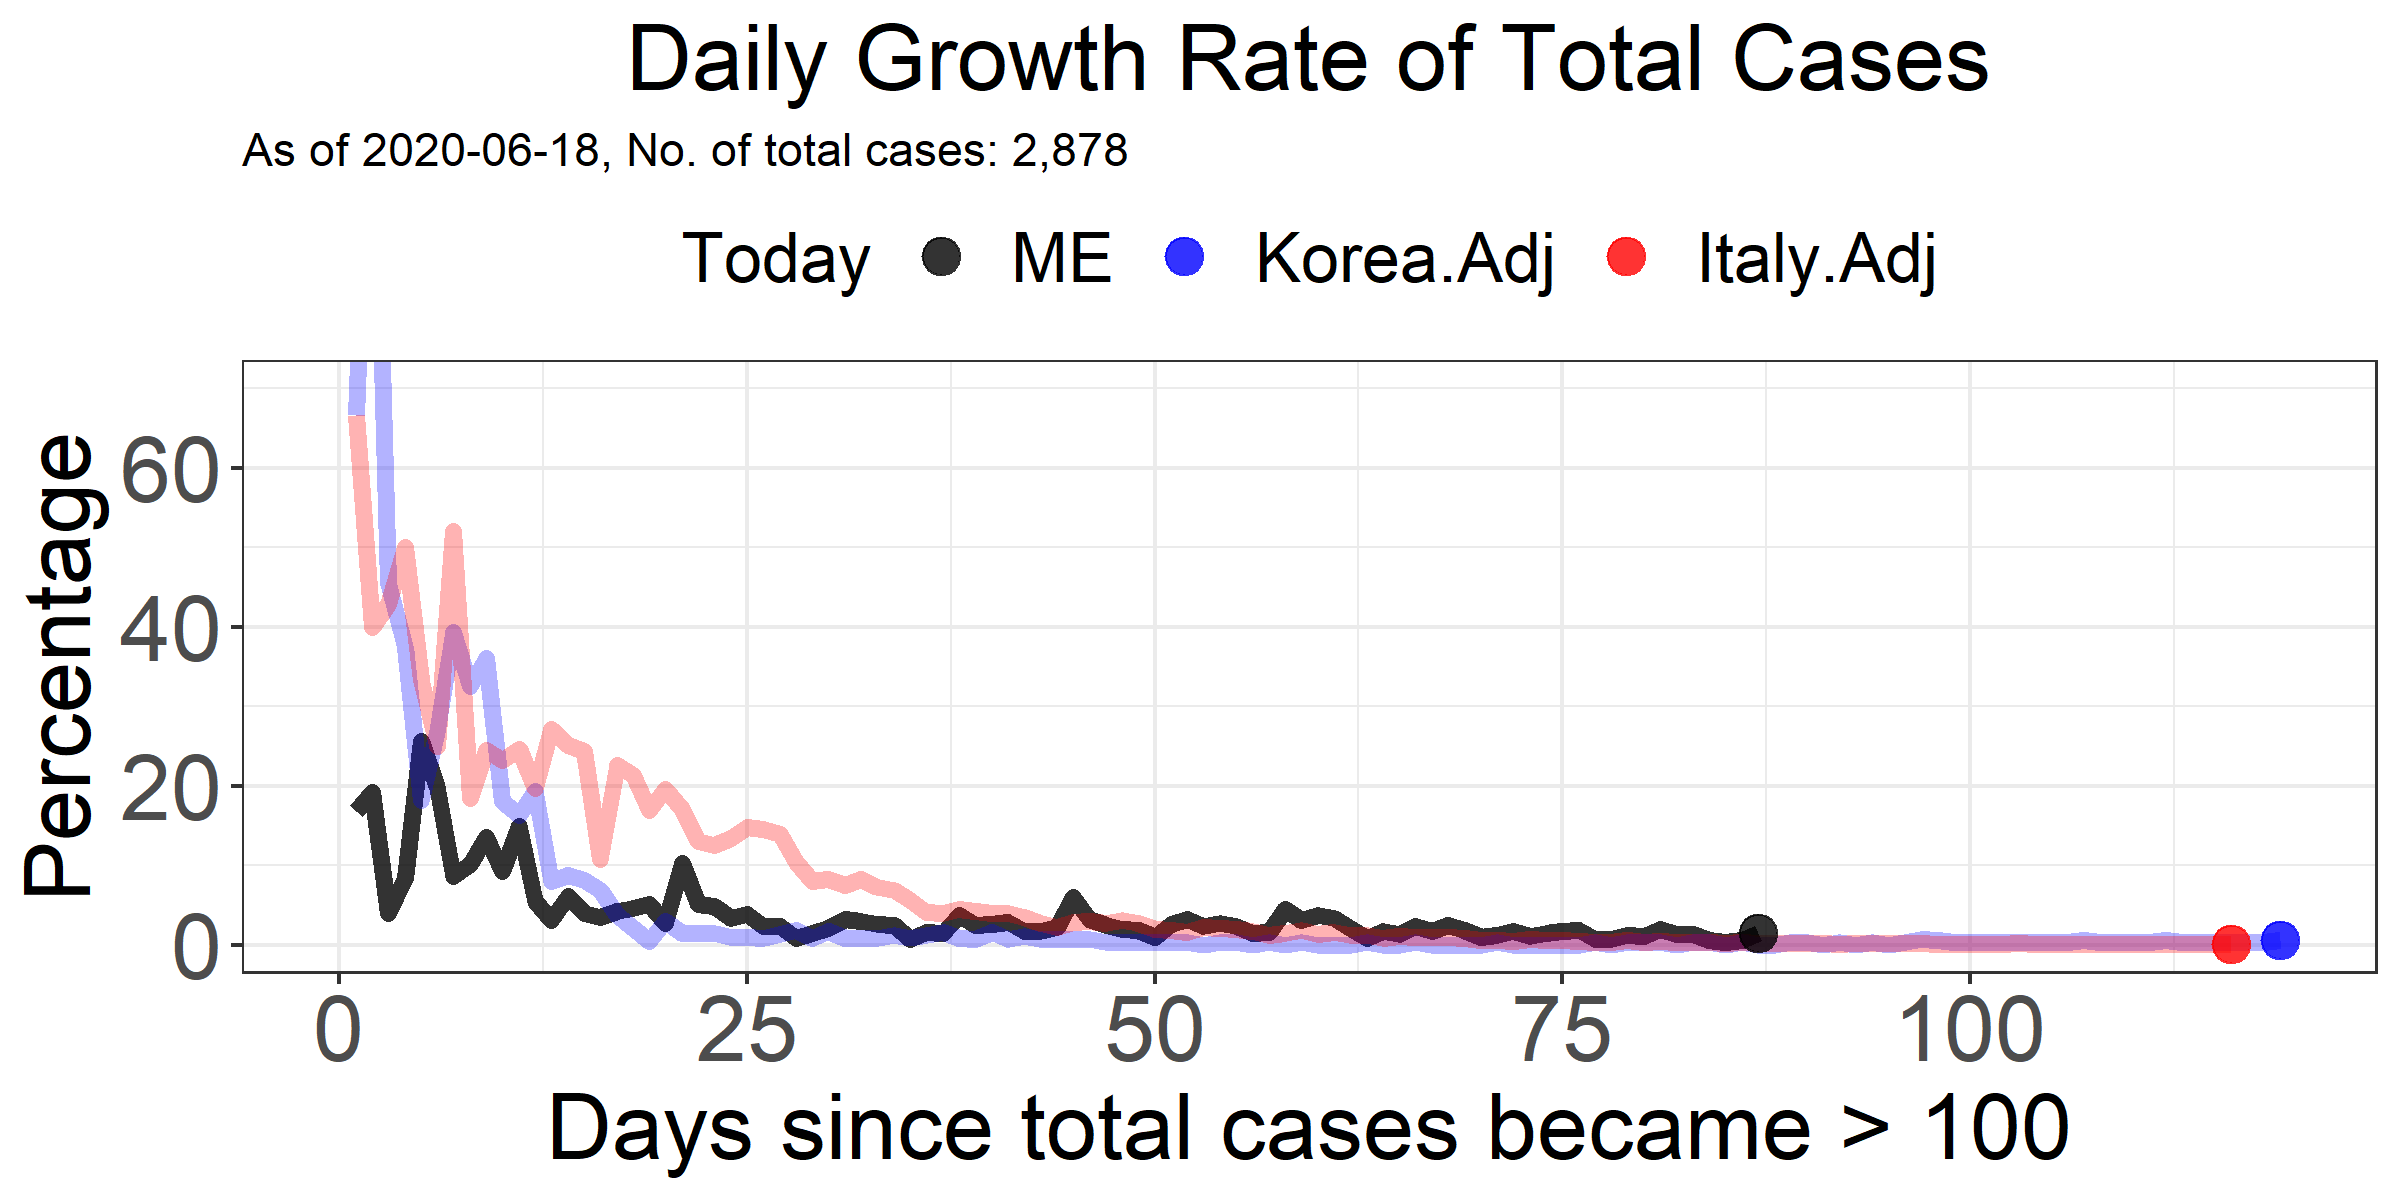 Daily Growth Rate of Total Cases
As of 2020-06-18, No. of total cases: 2,878
Today ME Korea.Adj Italy.Adj
Percentage
60
40
20
0
0 25 50 75 100
Days since total cases became > 100